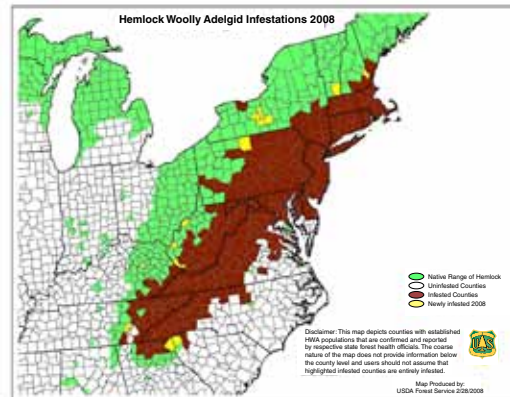 Hemlock Woolly Adelgid Infestations 2008
Native Range of Hemlock
Uninfested Counties
Infested Counties
Newly infested 2008
Disclaimer: This map depicts counties with established
HWA populations that are confirmed and reported
by respective state forest health officials. The coarse
nature of the map does not provide information below
the county level and users should not assume that
highlighted infested counties are entirely infested.
Map Produced by:
USDA Forest Service 2/28/2008